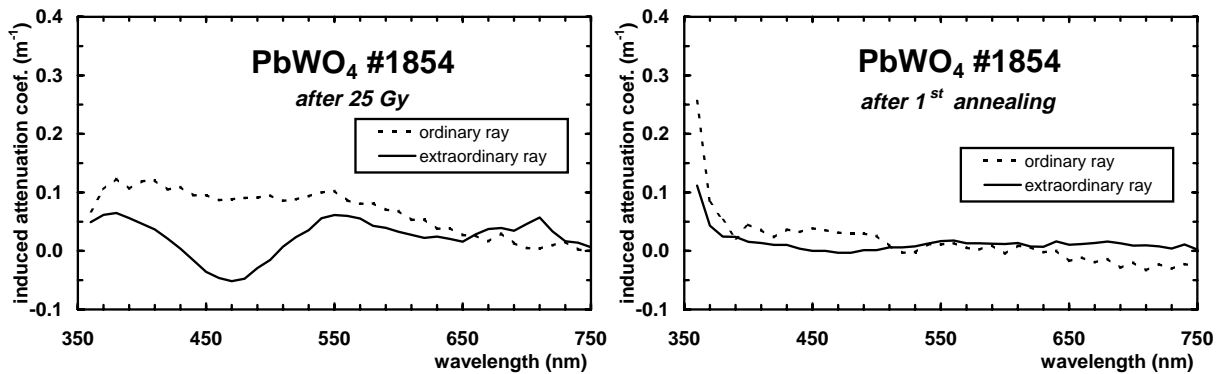 induced attenuation coef. (m⁻¹)
0.4
0.3
0.2
0.1
0.0
-0.1
PbWO₄ #1854
after 25 Gy
ordinary ray
extraordinary ray
350 450 550 650 750
wavelength (nm)
induced attenuation coef. (m⁻¹)
0.4
0.3
0.2
0.1
0.0
-0.1
PbWO₄ #1854
after 1ˢᵗ annealing
ordinary ray
extraordinary ray
350 450 550 650 750
wavelength (nm)